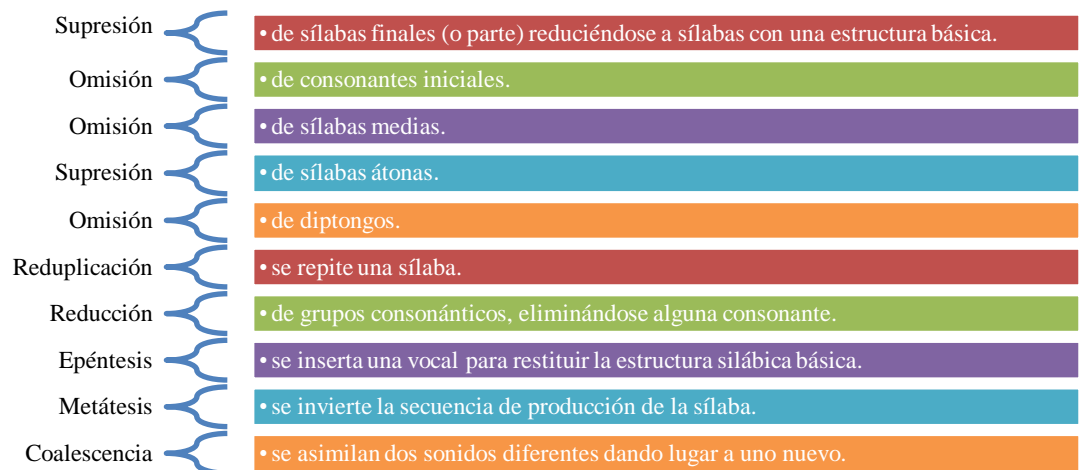 Supresión
• de sílabas finales (o parte) reduciéndose a sílabas con una estructura básica.
Omisión
• de consonantes iniciales.
Omisión
• de sílabas medias.
Supresión
• de sílabas átonas.
Omisión
• de diptongos.
Reduplicación
• se repite una sílaba.
Reducción
• de grupos consonánticos, eliminándose alguna consonante.
Epéntesis
• se inserta una vocal para restituir la estructura silábica básica.
Metátesis
• se invierte la secuencia de producción de la sílaba.
Coalescencia
• se asimilan dos sonidos diferentes dando lugar a uno nuevo.